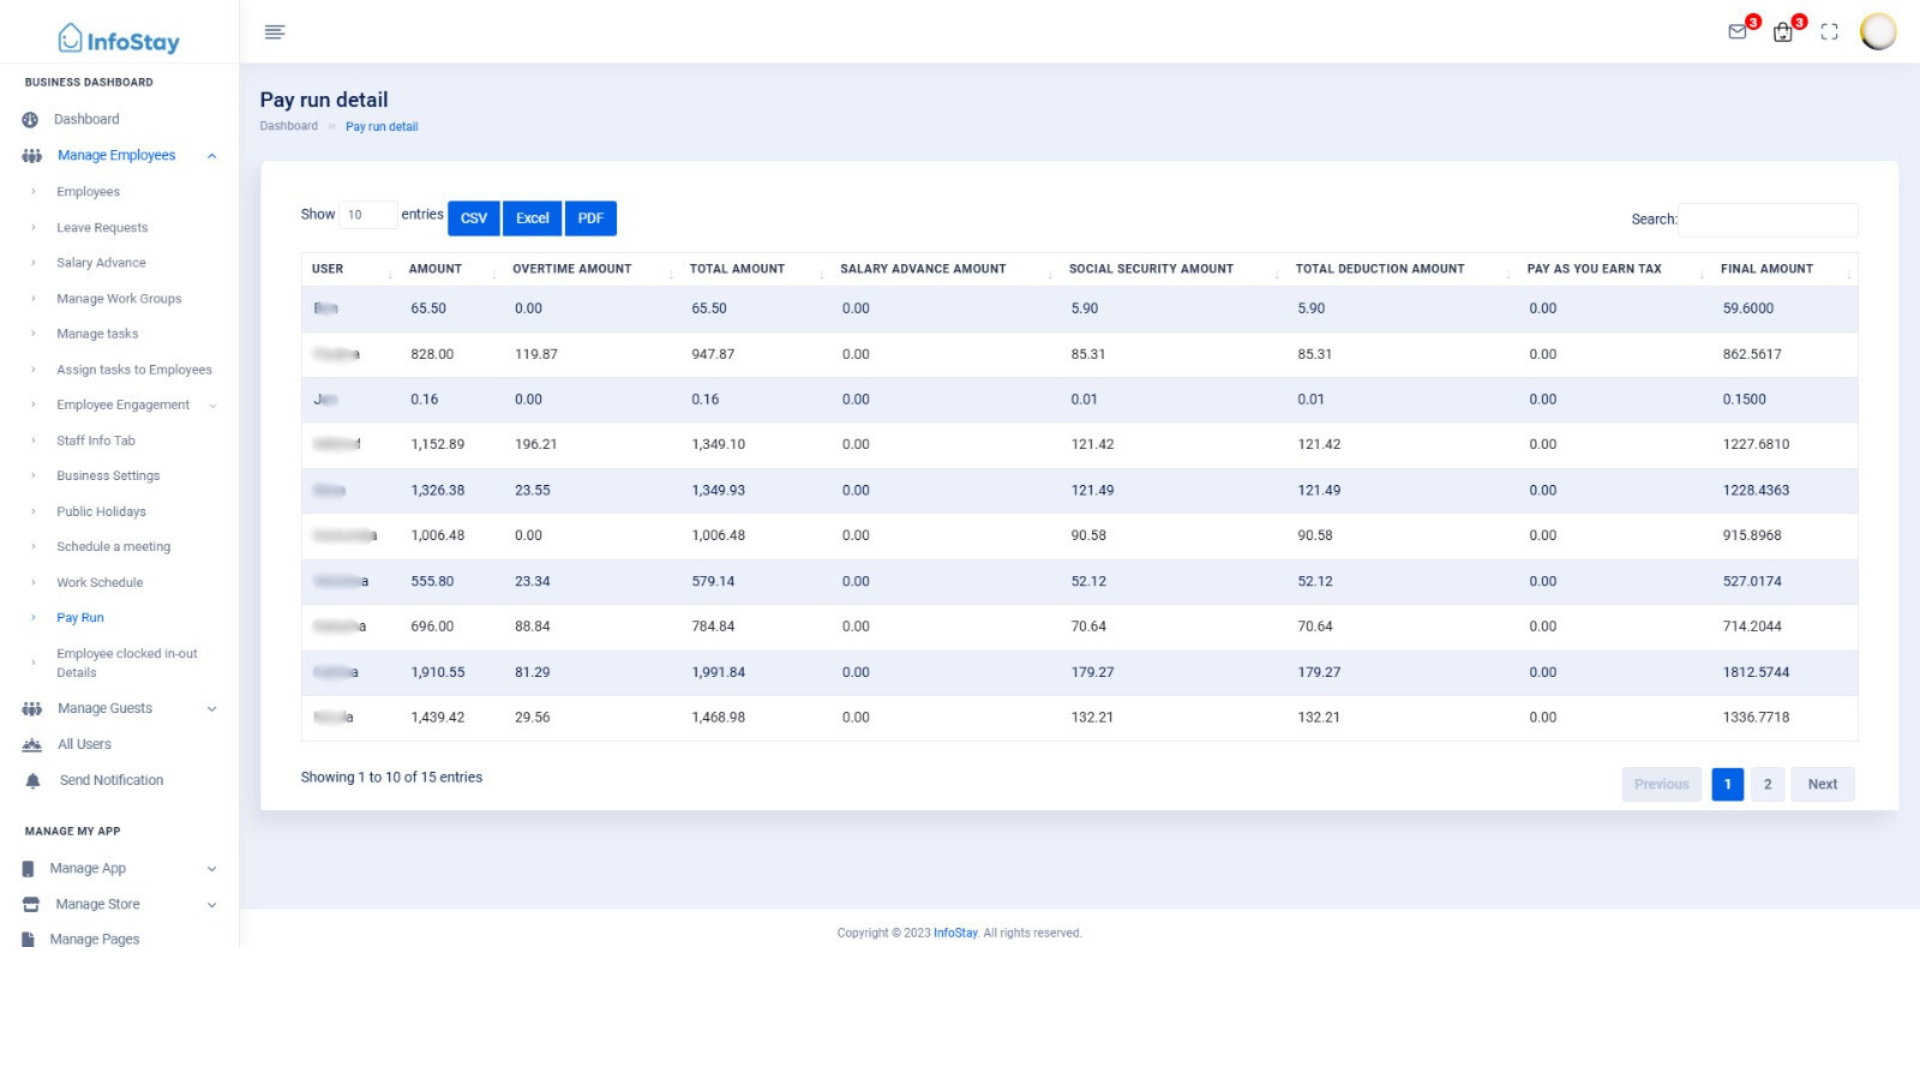 InfoStay
3
3
BUSINESS DASHBOARD
Dashboard
Manage Employees
Employees
Leave Requests
Salary Advance
Manage Work Groups
Manage tasks
Assign tasks to Employees
Employee Engagement
Staff Info Tab
Business Settings
Public Holidays
Schedule a meeting
Work Schedule
Pay Run
Employee clocked in-out
Details
Manage Guests
All Users
Send Notification
MANAGE MY APP
Manage App
Manage Store
Manage Pages
Pay run detail
Dashboard » Pay run detail
Show 10 entries CSV Excel PDF Search:
USER AMOUNT OVERTIME AMOUNT TOTAL AMOUNT SALARY ADVANCE AMOUNT SOCIAL SECURITY AMOUNT TOTAL DEDUCTION AMOUNT PAY AS YOU EARN TAX FINAL AMOUNT
65.50 0.00 65.50 0.00 5.90 5.90 0.00 59.6000
828.00 119.87 947.87 0.00 85.31 85.31 0.00 862.5617
0.16 0.00 0.16 0.00 0.01 0.01 0.00 0.1500
1,152.89 196.21 1,349.10 0.00 121.42 121.42 0.00 1227.6810
1,326.38 23.55 1,349.93 0.00 121.49 121.49 0.00 1228.4363
1,006.48 0.00 1,006.48 0.00 90.58 90.58 0.00 915.8968
555.80 23.34 579.14 0.00 52.12 52.12 0.00 527.0174
696.00 88.84 784.84 0.00 70.64 70.64 0.00 714.2044
1,910.55 81.29 1,991.84 0.00 179.27 179.27 0.00 1812.5744
1,439.42 29.56 1,468.98 0.00 132.21 132.21 0.00 1336.7718
Showing 1 to 10 of 15 entries
Previous 1 2 Next
Copyright © 2023 InfoStay. All rights reserved.